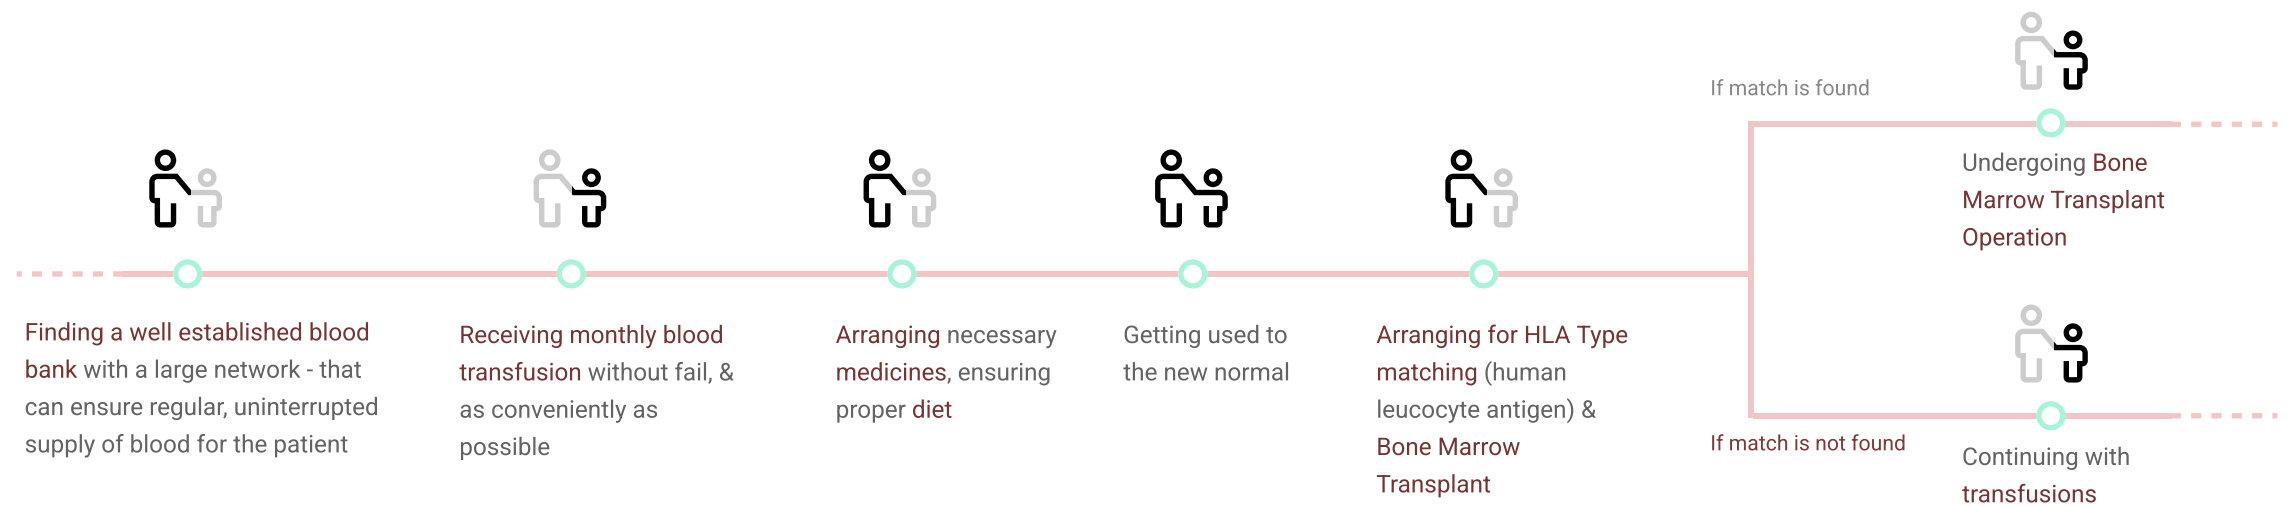 Finding a well established blood
bank with a large network - that
can ensure regular, uninterrupted
supply of blood for the patient
Receiving monthly blood
transfusion without fail, &
as conveniently as
possible
Arranging necessary
medicines, ensuring
proper diet
Getting used to
the new normal
Arranging for HLA Type
matching (human
leucocyte antigen) &
Bone Marrow
Transplant
If match is found
Undergoing Bone
Marrow Transplant
Operation
If match is not found
Continuing with
transfusions